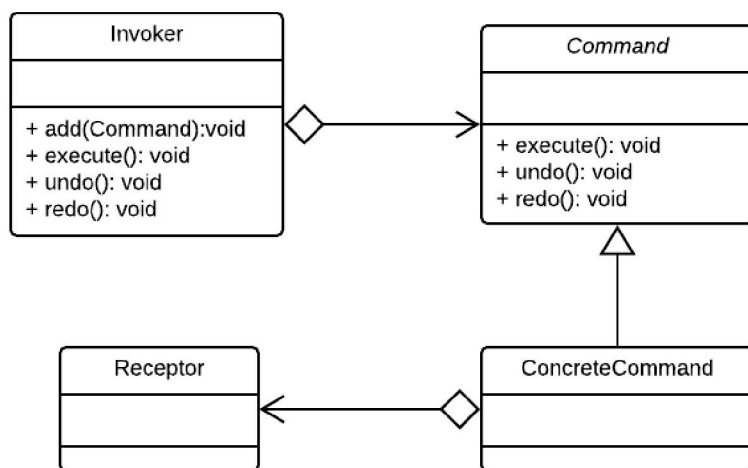 Invoker
+ add(Command):void
+ execute(): void
+ undo(): void
+ redo(): void
Command
+ execute(): void
+ undo(): void
+ redo(): void
Receptor
ConcreteCommand